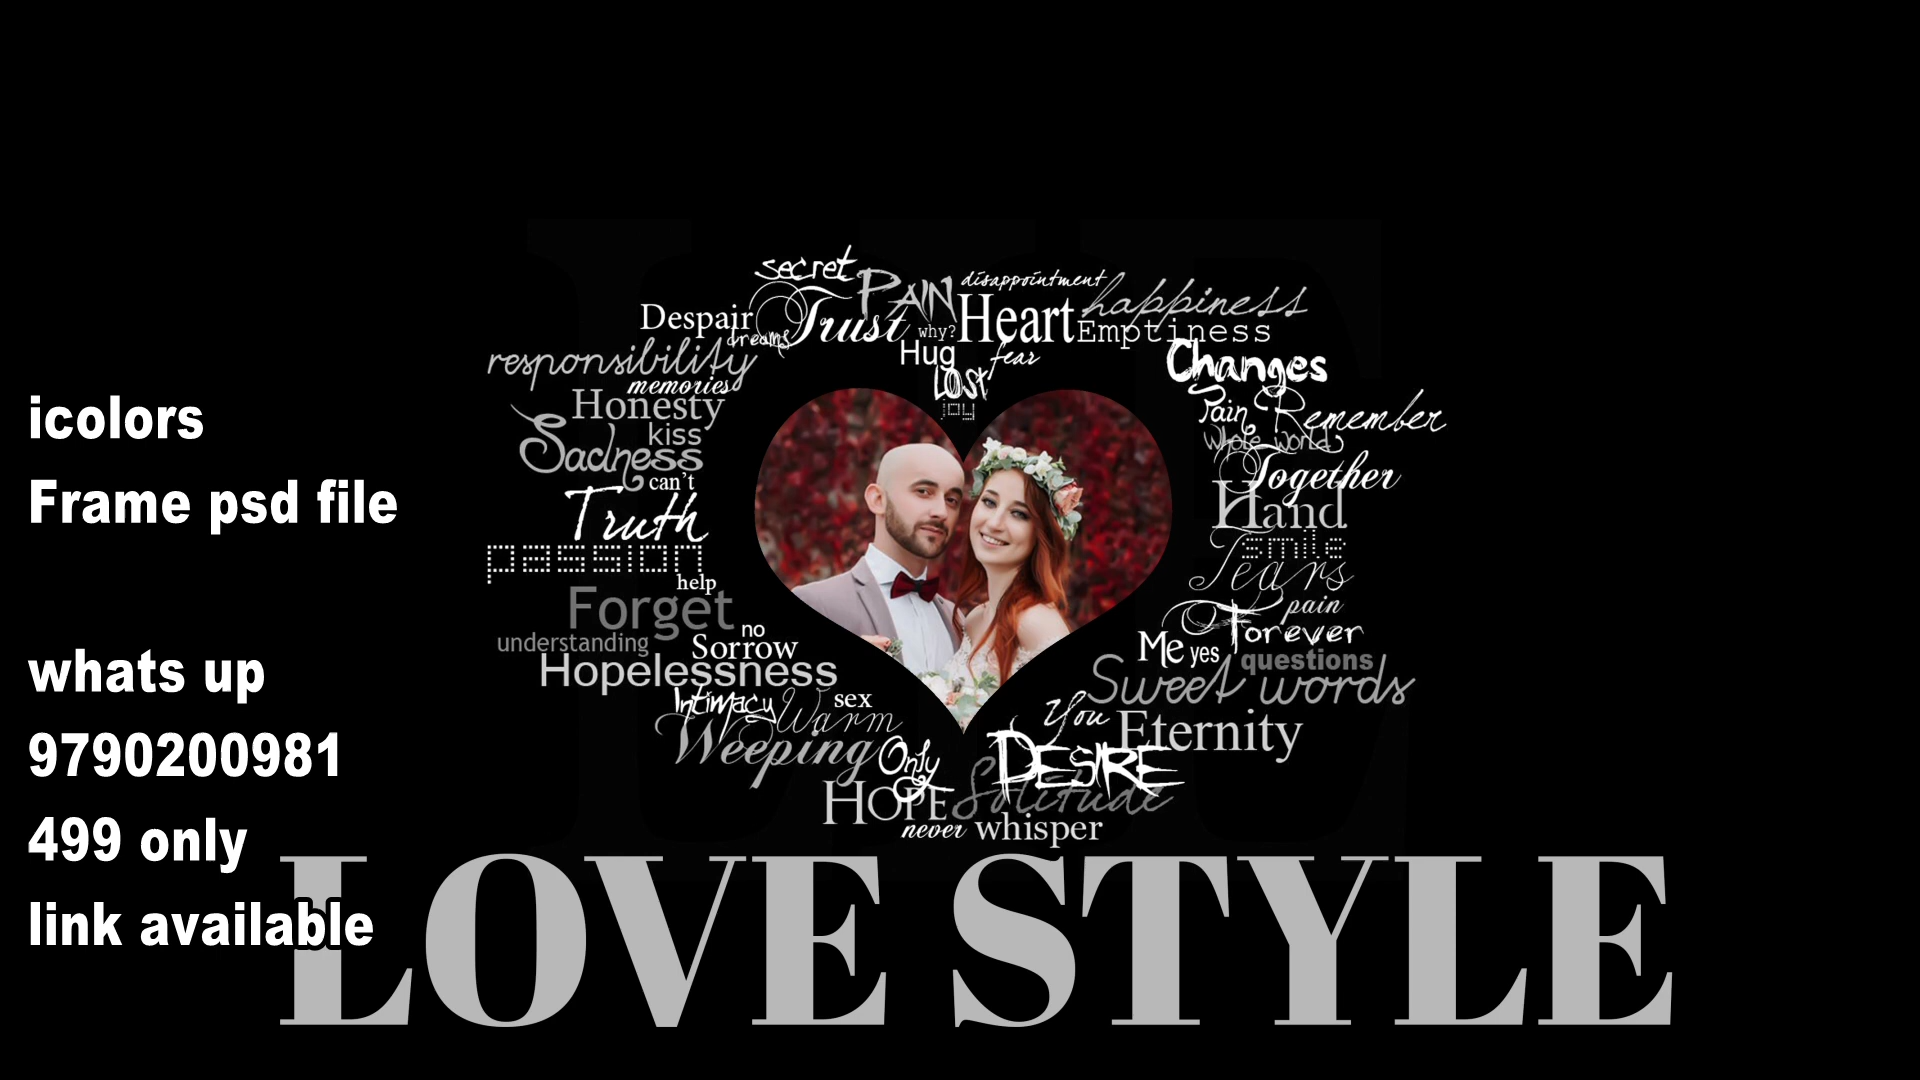 icolors
Frame psd file
whats up
9790200981
499 only
link available
secret
PAIN
disappointment
happiness
Despair
dreams
Trust
why?
Heart
Emptiness
Hug
fear
responsibility
memories
Lost
joy
Changes
Honesty
Pain
Remember
kiss
Sadness
whole world
can't
Together
Truth
Hand
passion
smile
help
Tears
Forget
pain
understanding
no
Forever
Sorrow
Me
yes
questions
Hopelessness
Sweet words
Intimacy
Warm
sex
You
Eternity
Weeping
Only
DESIRE
HOPE
Solitude
never
whisper
LOVE STYLE